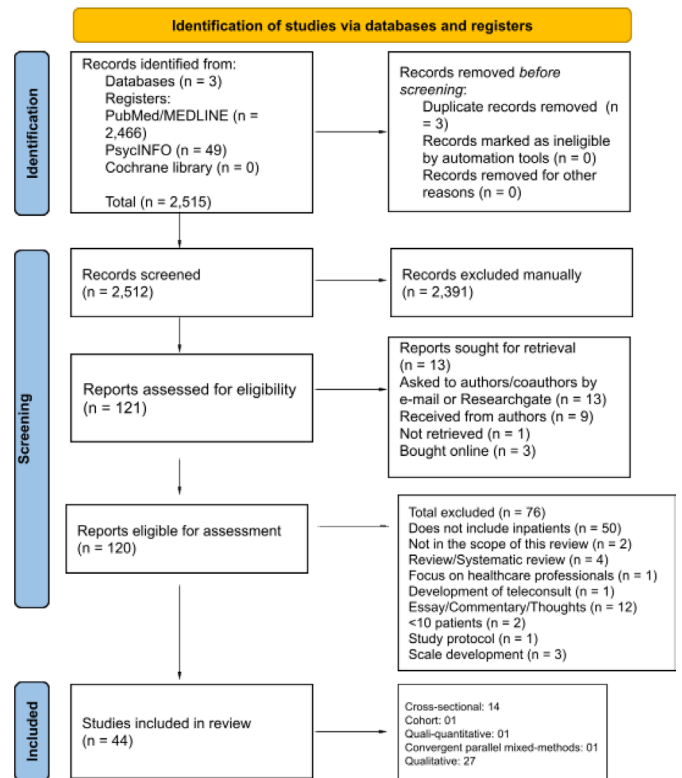 Identification of studies via databases and registers
Identification
Records identified from:
Databases (n = 3)
Registers:
PubMed/MEDLINE (n =
2,466)
PsycINFO (n = 49)
Cochrane library (n = 0)
Total (n = 2,515)
Records removed before
screening:
Duplicate records removed (n
= 3)
Records marked as ineligible
by automation tools (n = 0)
Records removed for other
reasons (n = 0)
Screening
Records screened
(n = 2,512)
Records excluded manually
(n = 2,391)
Reports assessed for eligibility
(n = 121)
Reports sought for retrieval
(n = 13)
Asked to authors/coauthors by
e-mail or Researchgate (n = 13)
Received from authors (n = 9)
Not retrieved (n = 1)
Bought online (n = 3)
Reports eligible for assessment
(n = 120)
Total excluded (n = 76)
Does not include inpatients (n = 50)
Not in the scope of this review (n = 2)
Review/Systematic review (n = 4)
Focus on healthcare professionals (n = 1)
Development of teleconsult (n = 1)
Essay/Commentary/Thoughts (n = 12)
<10 patients (n = 2)
Study protocol (n = 1)
Scale development (n = 3)
Included
Studies included in review
(n = 44)
Cross-sectional: 14
Cohort: 01
Quali-quantitative: 01
Convergent parallel mixed-methods: 01
Qualitative: 27